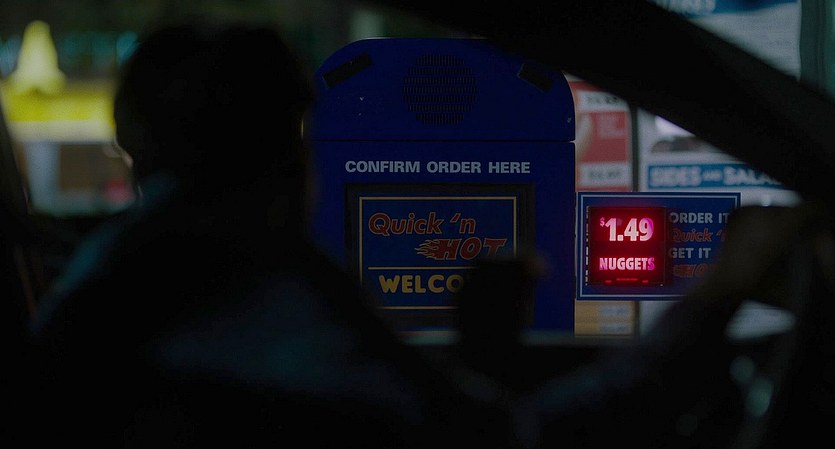 CONFIRM ORDER HERE
Quick 'n
HOT
WELCO
$1.49
NUGGETS
ORDER IT
Quick '
GET IT
SIDES AND SALA